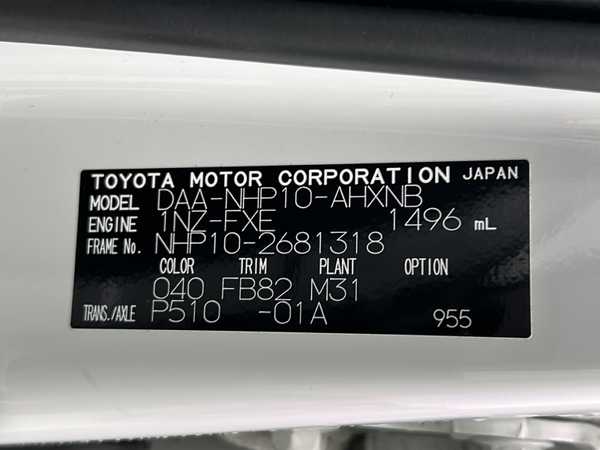 TOYOTA MOTOR CORPORATION JAPAN
MODEL DAA-NHP10-AHXNB
ENGINE 1NZ-FXE 1496 mL
FRAME No. NHP10-2681318
COLOR TRIM PLANT OPTION
040 FB82 M31
TRANS./AXLE P510 -01A 955